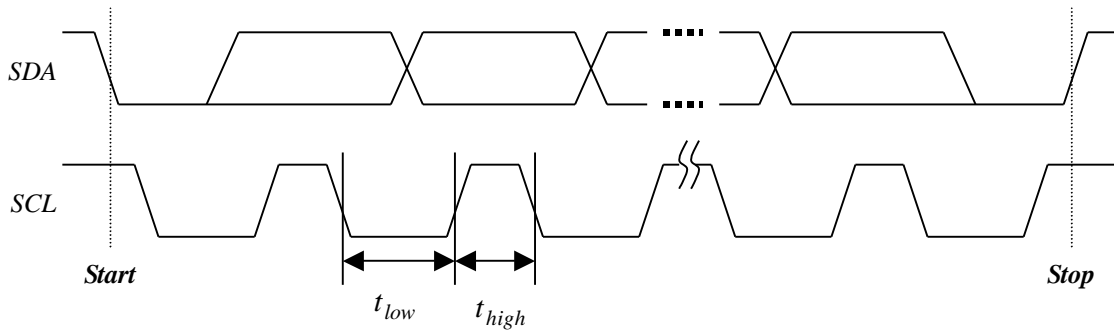 SDA
SCL
Start
Stop
t_low
t_high